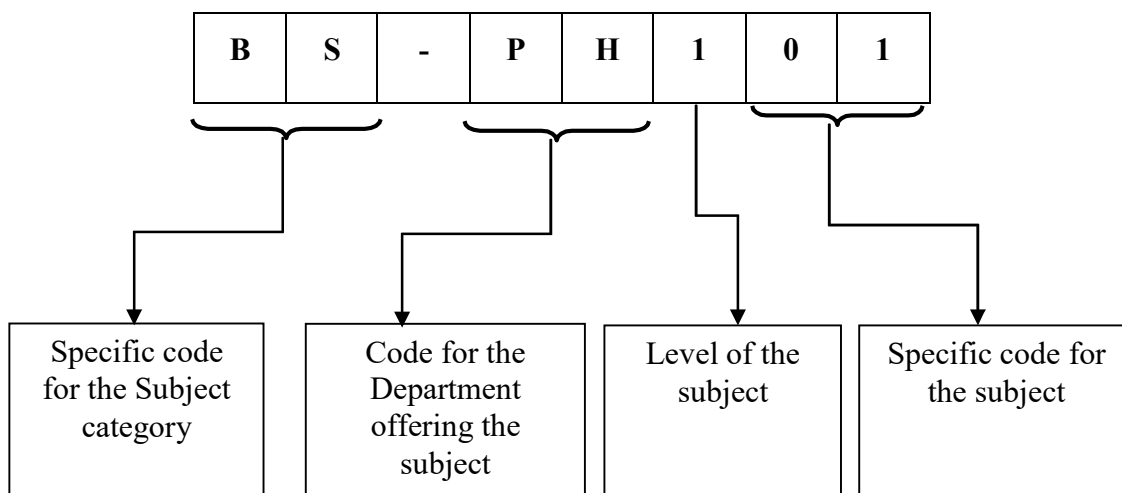 B S - P H 1 0 1
Specific code
for the Subject
category
Code for the
Department
offering the
subject
Level of the
subject
Specific code for
the subject